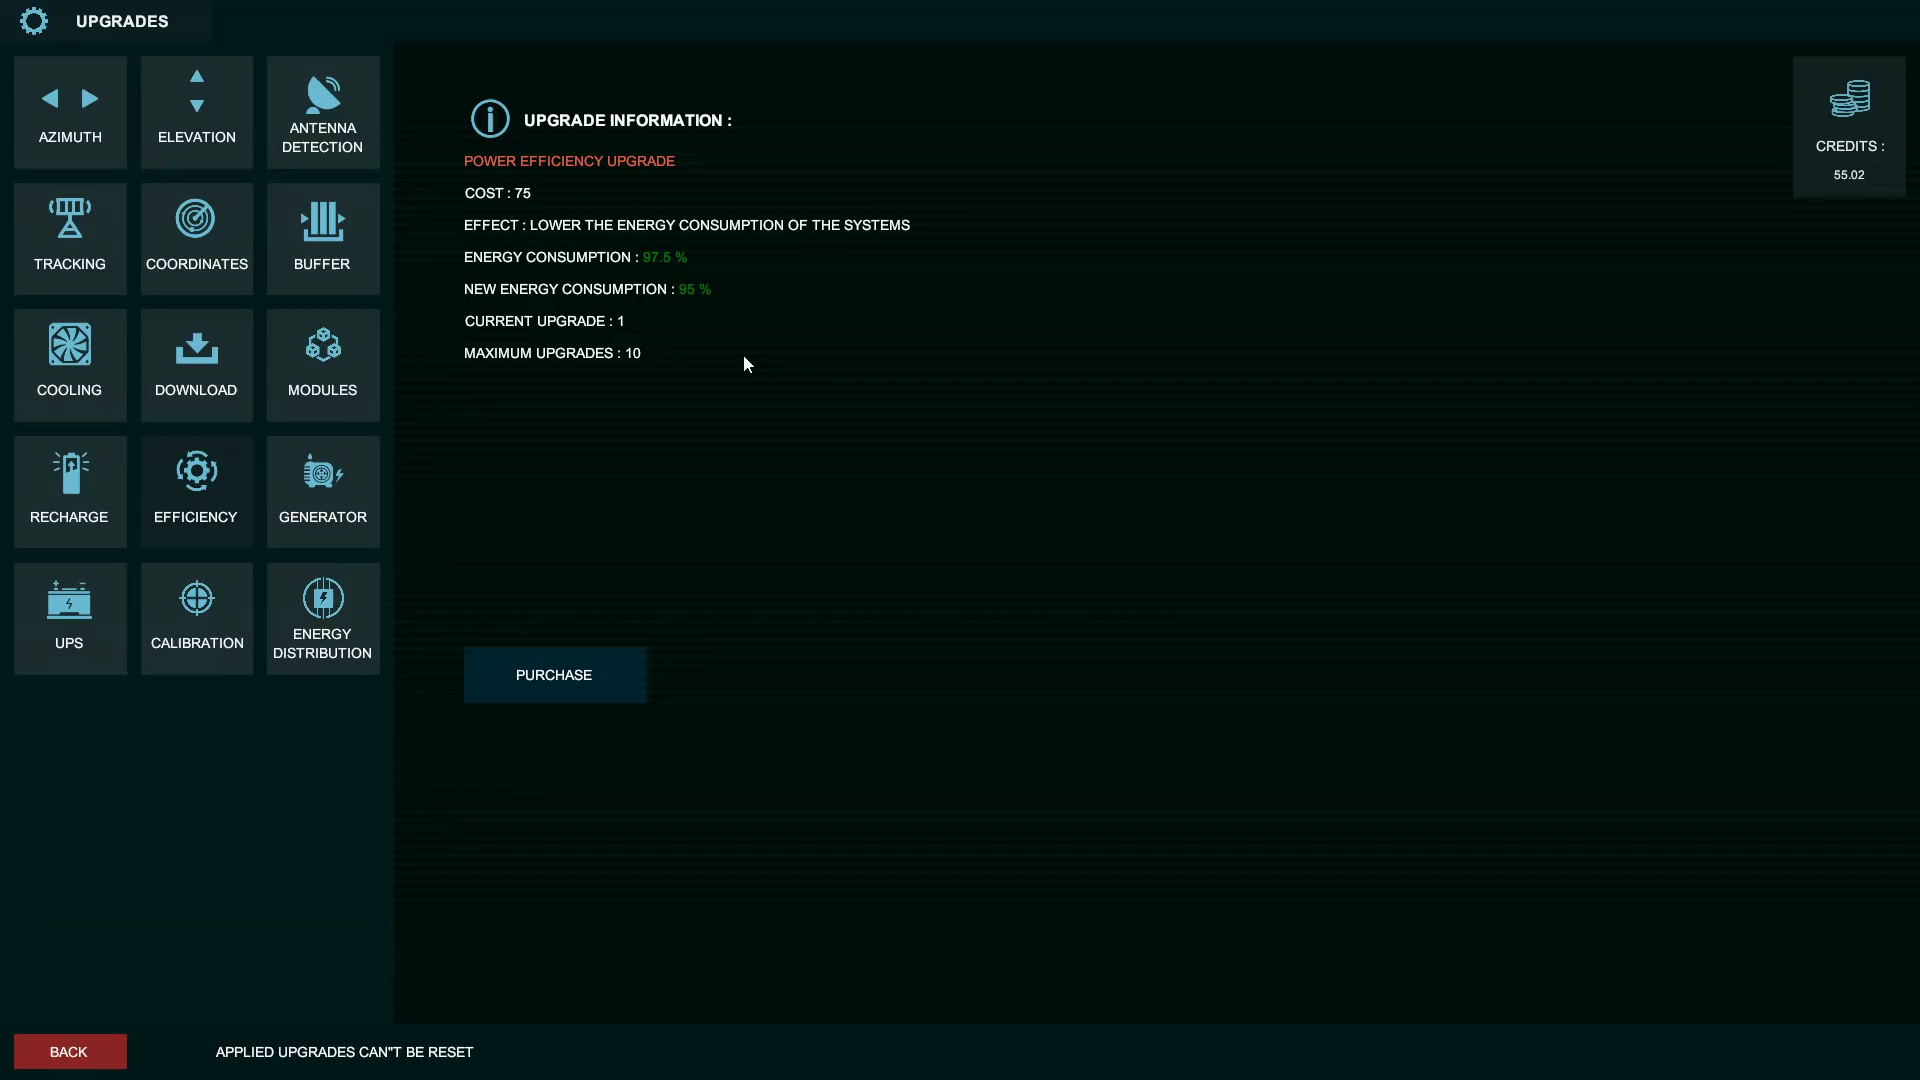 UPGRADES
AZIMUTH
ELEVATION
ANTENNA
DETECTION
TRACKING
COORDINATES
BUFFER
COOLING
DOWNLOAD
MODULES
RECHARGE
EFFICIENCY
GENERATOR
UPS
CALIBRATION
ENERGY
DISTRIBUTION
UPGRADE INFORMATION :
POWER EFFICIENCY UPGRADE
COST : 75
EFFECT : LOWER THE ENERGY CONSUMPTION OF THE SYSTEMS
ENERGY CONSUMPTION : 97.5 %
NEW ENERGY CONSUMPTION : 95 %
CURRENT UPGRADE : 1
MAXIMUM UPGRADES : 10
PURCHASE
CREDITS :
55.02
BACK
APPLIED UPGRADES CAN"T BE RESET